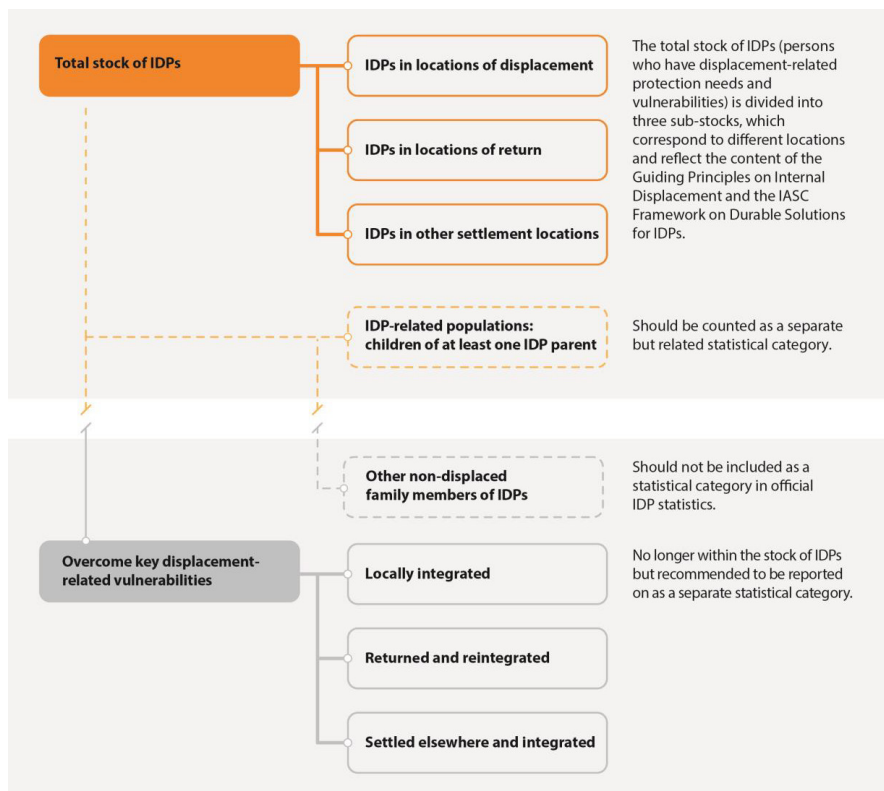 Total stock of IDPs
IDPs in locations of displacement
IDPs in locations of return
IDPs in other settlement locations
The total stock of IDPs (persons
who have displacement-related
protection needs and
vulnerabilities) is divided into
three sub-stocks, which
correspond to different locations
and reflect the content of the
Guiding Principles on Internal
Displacement and the IASC
Framework on Durable Solutions
for IDPs.
IDP-related populations:
children of at least one IDP parent
Should be counted as a separate
but related statistical category.
Other non-displaced
family members of IDPs
Should not be included as a
statistical category in official
IDP statistics.
Overcome key displacement-
related vulnerabilities
Locally integrated
Returned and reintegrated
Settled elsewhere and integrated
No longer within the stock of IDPs
but recommended to be reported
on as a separate statistical category.